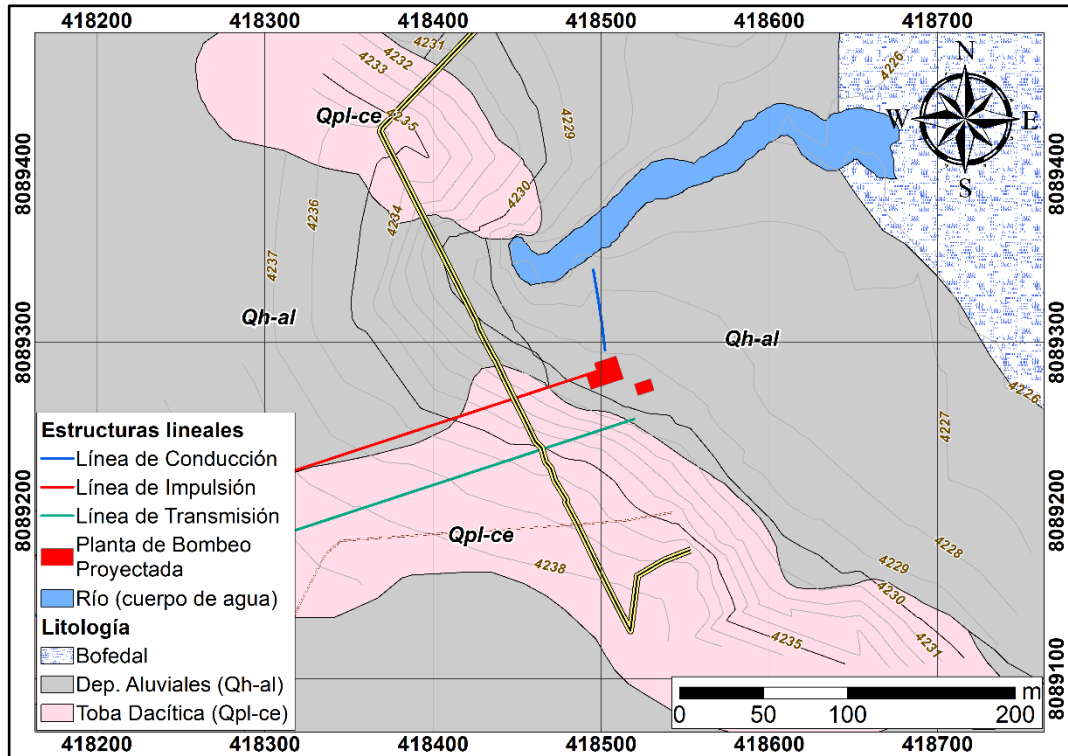 418200 418300 418400 418500 418600 418700
4231
4232
4233
4235
Qpl-ce
4229
4226
N
W E
S
8089400
8089400
4230
4234
4236
4237
Qh-al
Qh-al
8089300
8089300
4226
4227
Estructuras lineales
Línea de Conducción
Línea de Impulsión
Línea de Transmisión
Planta de Bombeo
Proyectada
Río (cuerpo de agua)
Litología
Bofedal
Dep. Aluviales (Qh-al)
Toba Dacítica (Qpl-ce)
8089200
8089200
Qpl-ce
4238
4228
4229
4230
4235
4231
8089100
8089100
m
0 50 100 200
418200 418300 418400 418500 418600 418700